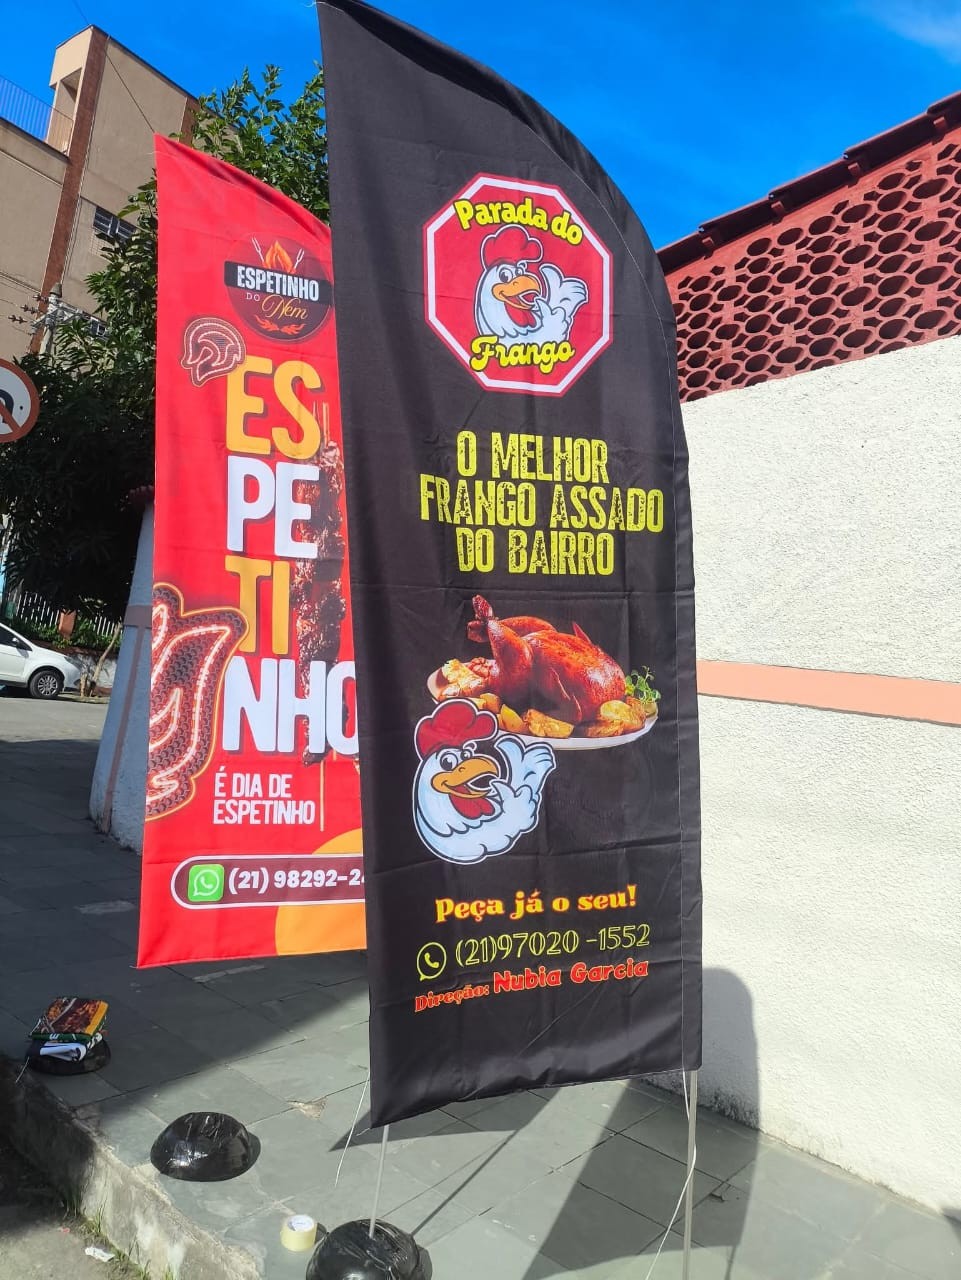 Parada do
Frango
O MELHOR
FRANGO ASSADO
DO BAIRRO
Peça já o seu!
(21)97020-1552
Direção: Nubia Garcia
ESPETINHO
DO
Nem
ES
PE
TI
NHO
É DIA DE
ESPETINHO
(21) 98292-2